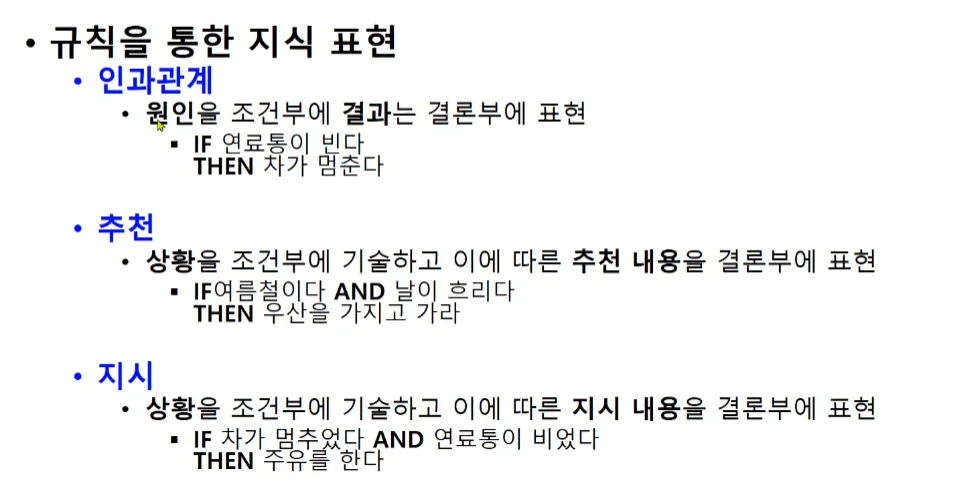 • 규칙을 통한 지식 표현
• 인과관계
• 원인을 조건부에 결과는 결론부에 표현
▪ IF 연료통이 빈다
THEN 차가 멈춘다
• 추천
• 상황을 조건부에 기술하고 이에 따른 추천 내용을 결론부에 표현
▪ IF여름철이다 AND 날이 흐리다
THEN 우산을 가지고 가라
• 지시
• 상황을 조건부에 기술하고 이에 따른 지시 내용을 결론부에 표현
▪ IF 차가 멈추었다 AND 연료통이 비었다
THEN 주유를 한다